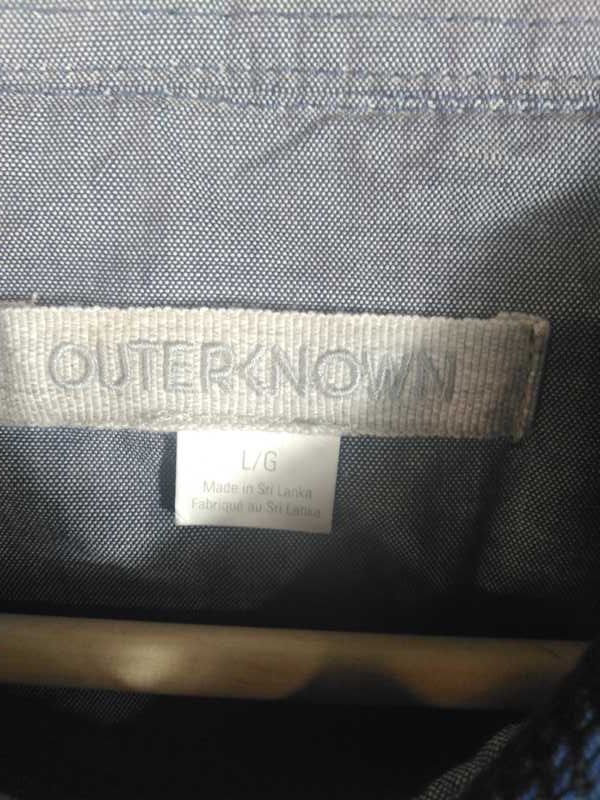 OUTERKNOWN
L/G
Made in Sri Lanka
Fabriqué au Sri Lanka